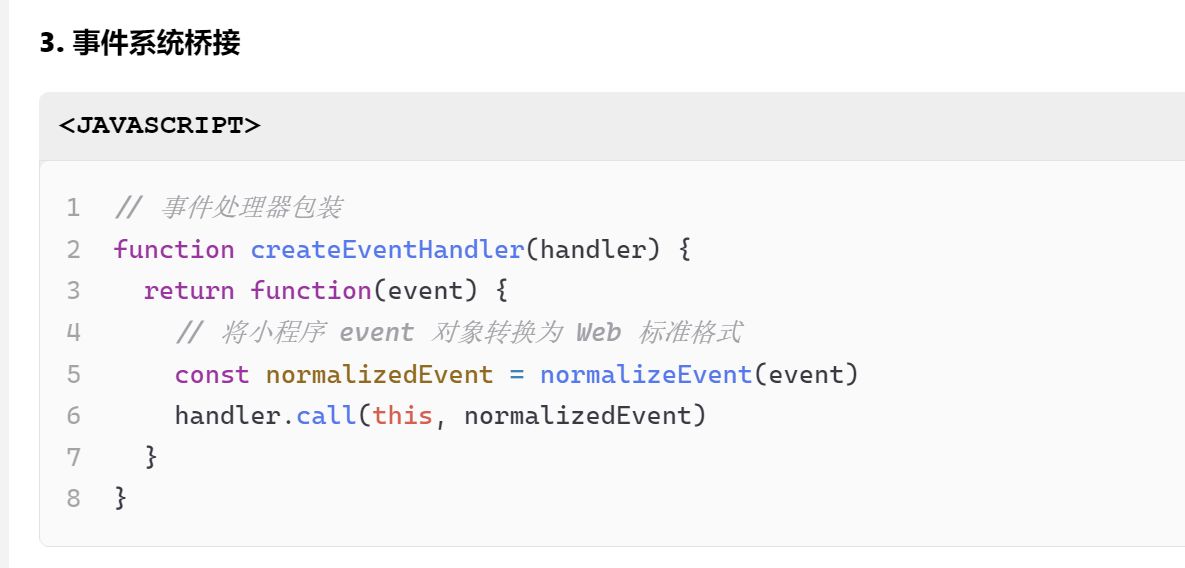 3. 事件系统桥接
<JAVASCRIPT>
1 // 事件处理器包装
2 function createEventHandler(handler) {
3   return function(event) {
4     // 将小程序 event 对象转换为 Web 标准格式
5     const normalizedEvent = normalizeEvent(event)
6     handler.call(this, normalizedEvent)
7   }
8 }